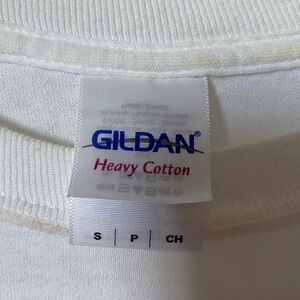 GILDAN®
Heavy Cotton
S | P | CH